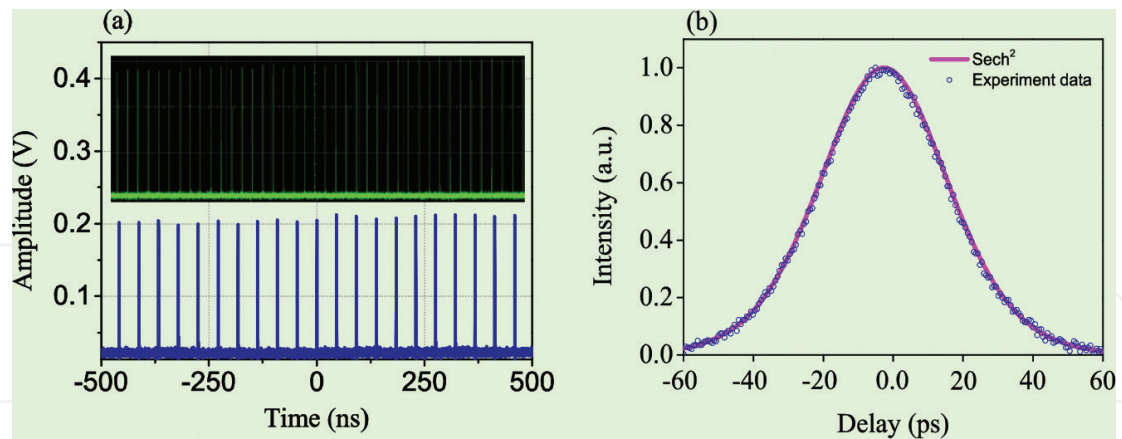 (a)
0.4
0.3
0.2
0.1
Amplitude (V)
-500
-250
0
250
500
Time (ns)
(b)
Sech²
Experiment data
1.0
0.8
0.6
0.4
0.2
0.0
Intensity (a.u.)
-60
-40
-20
0.0
20
40
60
Delay (ps)